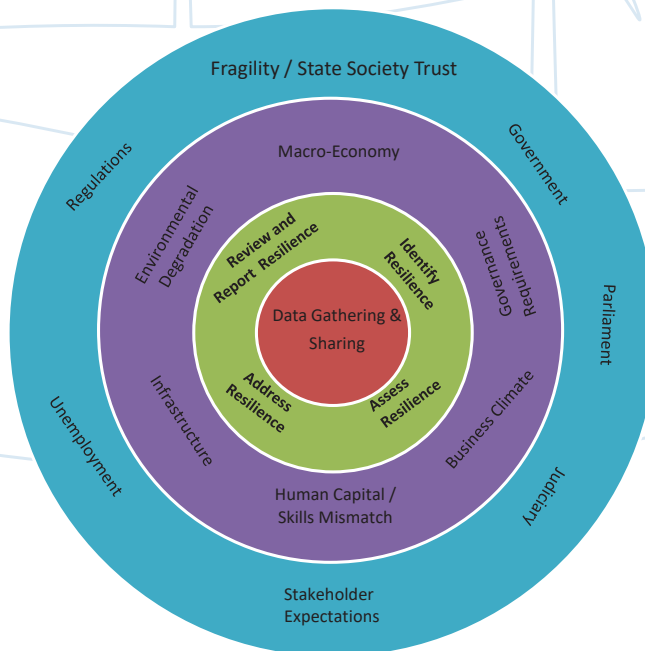 Fragility / State Society Trust
Government
Parliament
Judiciary
Stakeholder
Expectations
Unemployment
Regulations
Macro-Economy
Governance
Requirements
Business Climate
Human Capital /
Skills Mismatch
Infrastructure
Environmental
Degradation
Review and
Report Resilience
Identify
Resilience
Assess
Resilience
Address
Resilience
Data Gathering &
Sharing